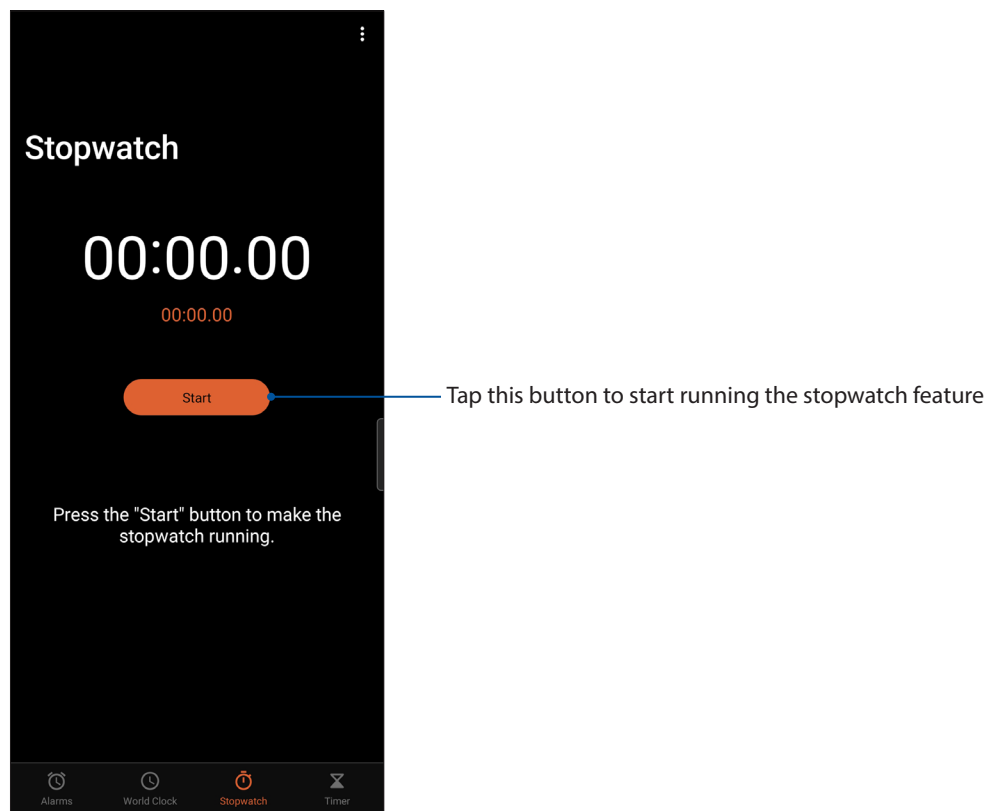 Stopwatch
00:00.00
00:00.00
Start
Tap this button to start running the stopwatch feature
Press the "Start" button to make the
stopwatch running.
Alarms
World Clock
Stopwatch
Timer